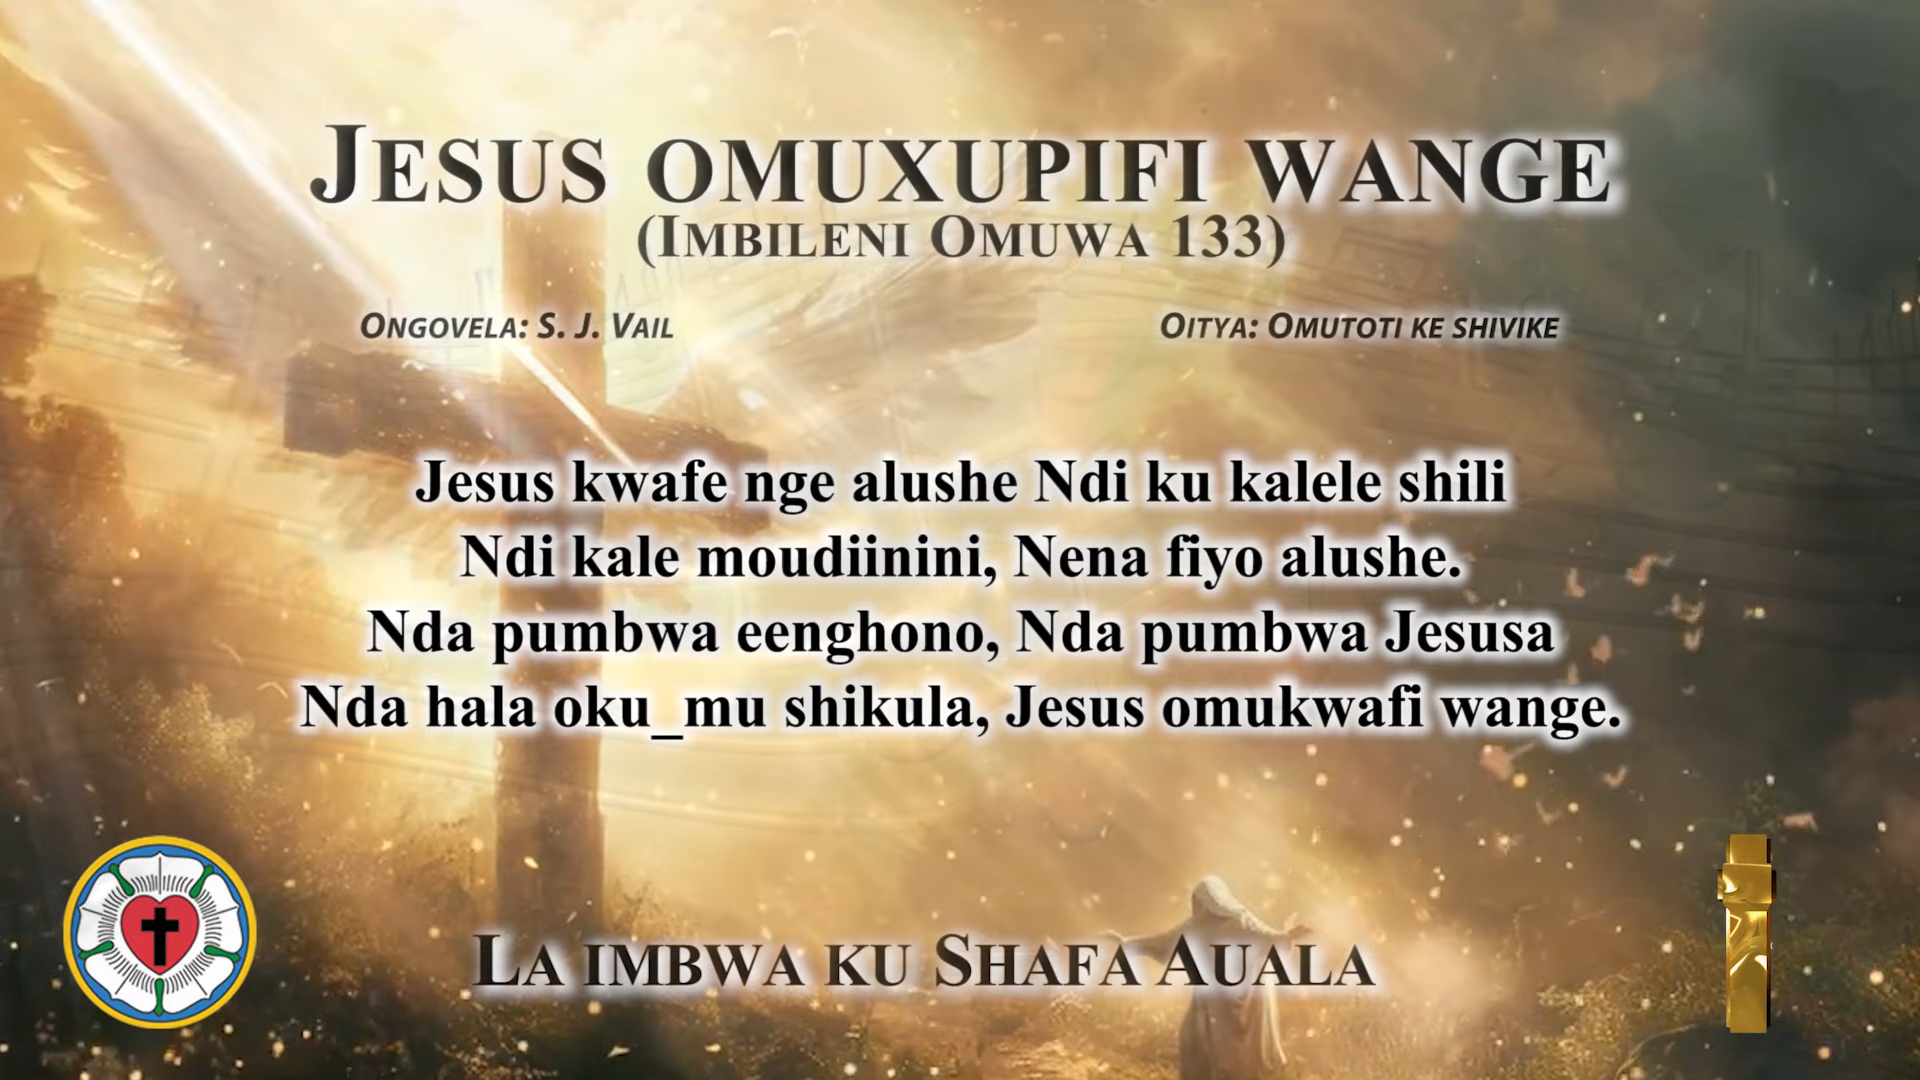 Jesus omuxupifi wange
(Imbileni Omuwa 133)
Ongovela: S. J. Vail
Oitya: Omutoti ke shivike
Jesus kwafe nge alushe Ndi ku kalele shili
Ndi kale moudiinini, Nena fiyo alushe.
Nda pumbwa eenghono, Nda pumbwa Jesusa
Nda hala oku_mu shikula, Jesus omukwafi wange.
La imbwa ku Shafa Auala